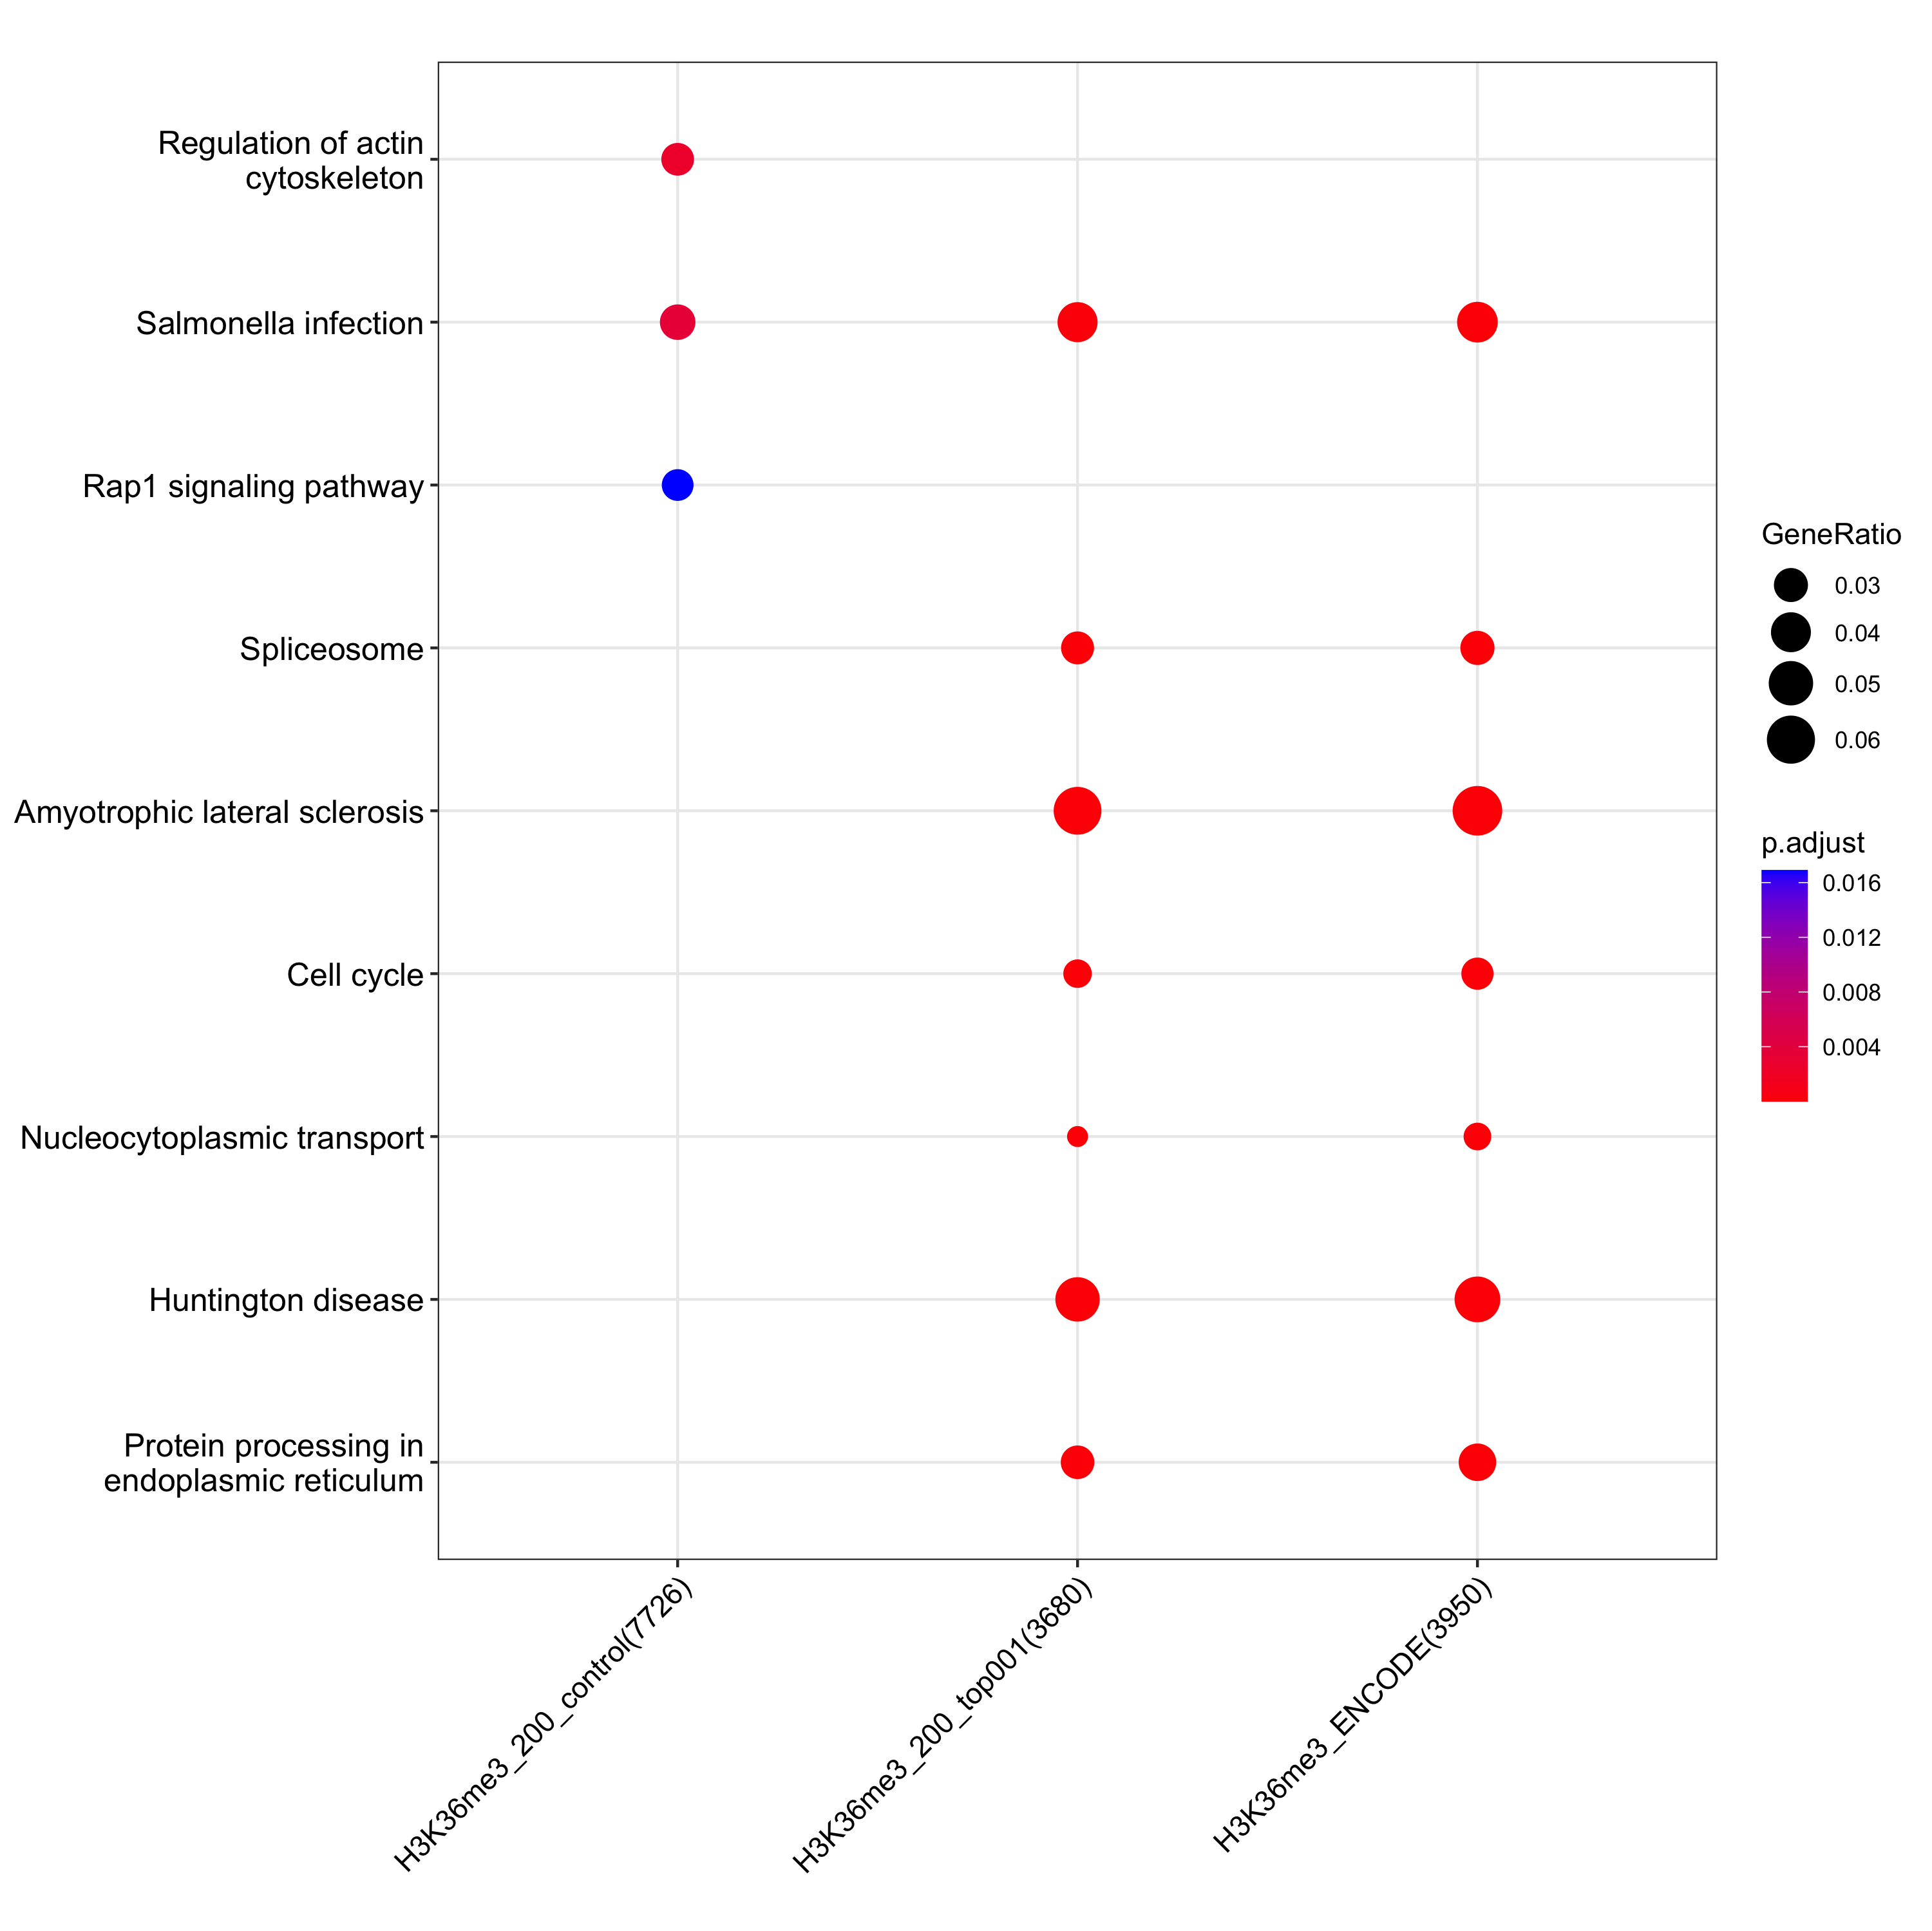 Regulation of actin
cytoskeleton
Salmonella infection
Rap1 signaling pathway
Spliceosome
Amyotrophic lateral sclerosis
Cell cycle
Nucleocytoplasmic transport
Huntington disease
Protein processing in
endoplasmic reticulum
H3K36me3_200_control(7726)
H3K36me3_200_top001(3680)
H3K36me3_ENCODE(3950)
GeneRatio
0.03
0.04
0.05
0.06
p.adjust
0.016
0.012
0.008
0.004